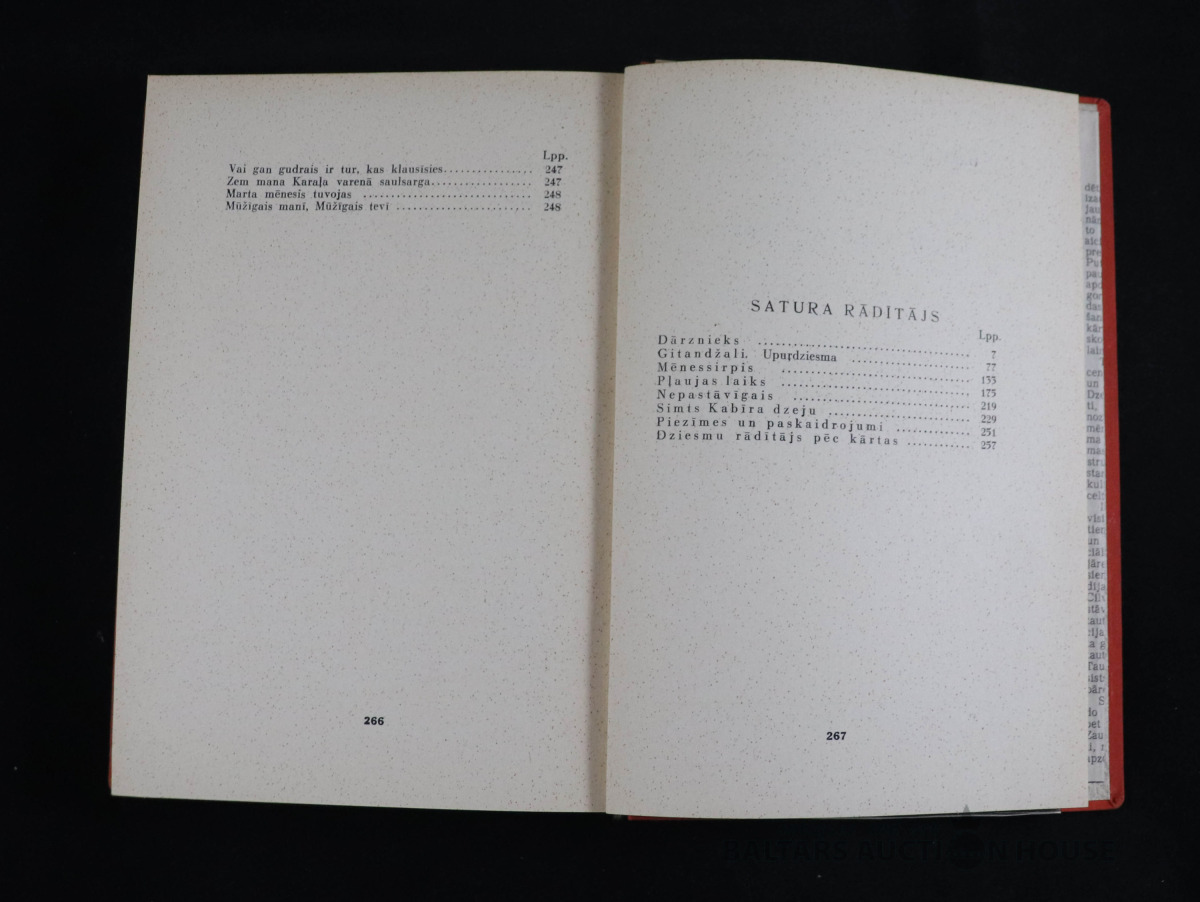 Lpp.
Vai gan gudrais ir tur, kas klausīsies................ 247
Zem mana Karaļa varenā saulsarga.................. 247
Marta mēnesis tuvojas .............................. 248
Mūžīgais manī, Mūžīgais tevī ........................ 248
266
SATURA RĀDĪTĀJS
Lpp.
Dārznieks .................................... 7
Gitandžali. Upurdziesma .................... 77
Mēnessirpis ................................ 133
Pļaujas laiks ................................ 175
Nepastāvīgais .............................. 219
Simts Kabīra dzeju ........................ 229
Piezīmes un paskaidrojumi ............ 251
Dziesmu rādītājs pēc kārtas ............ 257
267
BALTARS AUCTION HOUSE